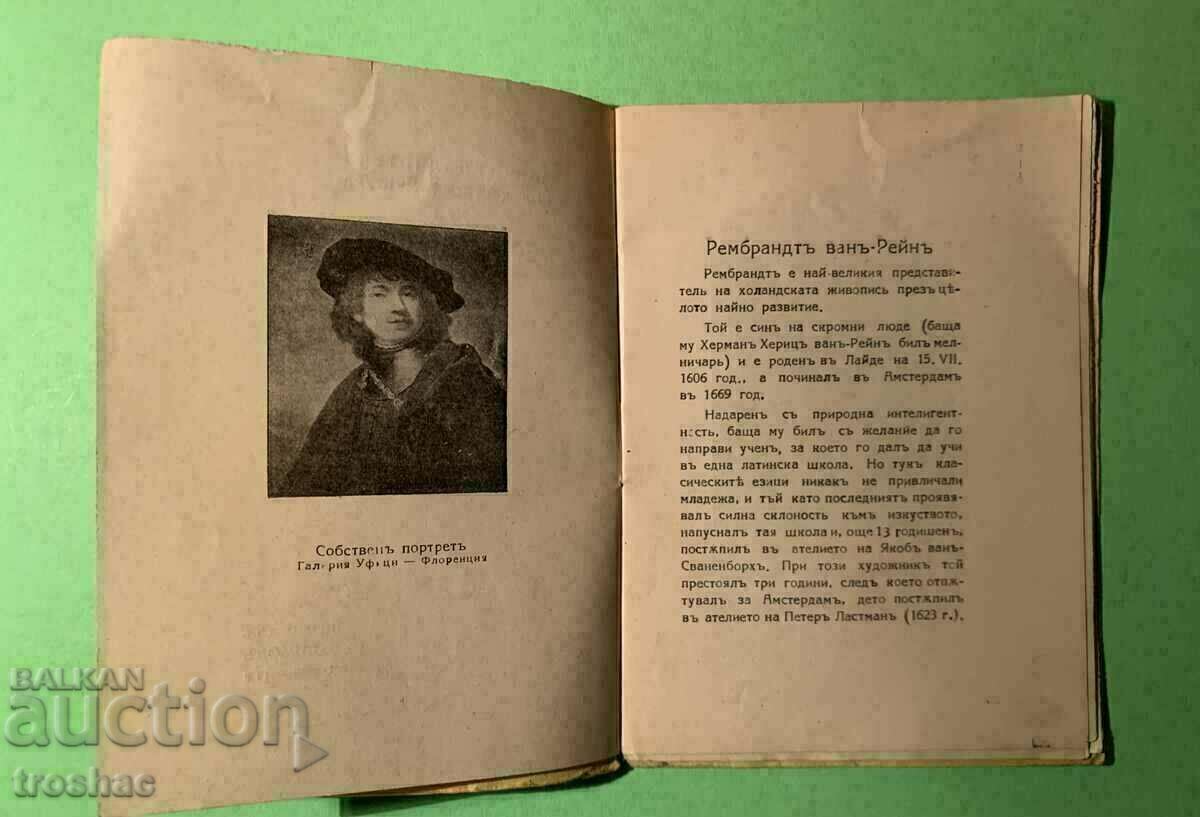 Собственъ портретъ
Галерия Уфици — Флоренция
Рембрандтъ ванъ-Рейнъ
Рембрандтъ е най-великия представи-
тель на холандската живопись презъ цѣ-
лото найно развитие.
Той е синъ на скромни люде (баща
му Херманъ Херицъ ванъ-Рейнъ билъ мел-
ничарь) и е роденъ въ Лайде на 15. VII.
1606 год., а починалъ въ Амстердамъ
въ 1669 год.
Надаренъ съ природна интелигент-
ность, баща му билъ съ желание да го
направи ученъ, за което го далъ да учи
въ една латинска школа. Но тукъ кла-
сическитѣ езици никакъ не привличали
младежа, и тъй като последниятъ проявя-
валъ силна склоность къмъ изкуството,
напусналъ тая школа и, още 13 годишенъ,
постѫпилъ въ ателието на Якобъ ванъ-
Сваненборхъ. При този художникъ той
престоялъ три години, следъ което отпѫ-
тувалъ за Амстердамъ, дето постѫпилъ
въ ателието на Петеръ Ластманъ (1623 г.).
BALKAN
auction
troshac